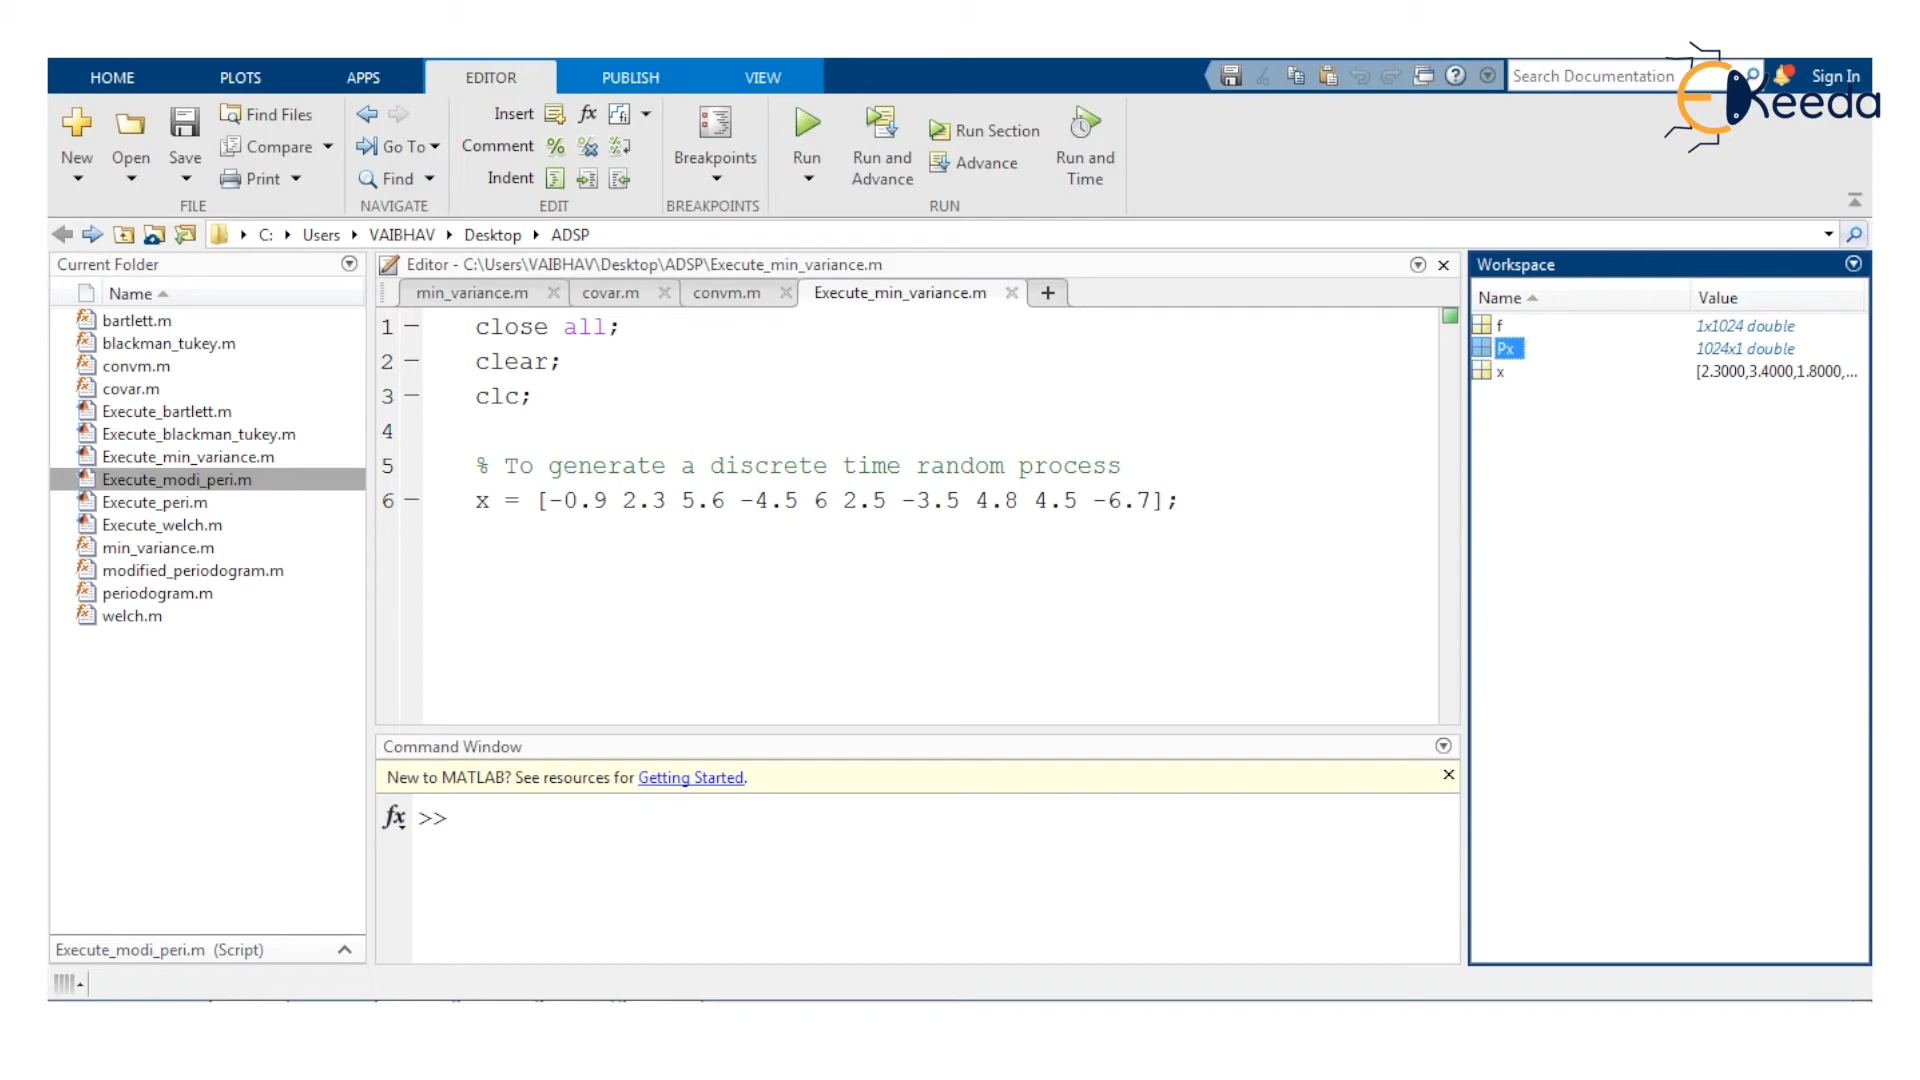 HOME PLOTS APPS EDITOR PUBLISH VIEW
Search Documentation
Sign In
EKeeda
New
Open
Save
Find Files
Compare
Print
FILE
Go To
Find
NAVIGATE
Insert fx
Comment
Indent
EDIT
Breakpoints
BREAKPOINTS
Run
Run and
Advance
Run Section
Advance
Run and
Time
RUN
C: Users VAIBHAV Desktop ADSP
Current Folder
Name
bartlett.m
blackman_tukey.m
convm.m
covar.m
Execute_bartlett.m
Execute_blackman_tukey.m
Execute_min_variance.m
Execute_modi_peri.m
Execute_peri.m
Execute_welch.m
min_variance.m
modified_periodogram.m
periodogram.m
welch.m
Execute_modi_peri.m (Script)
Editor - C:\Users\VAIBHAV\Desktop\ADSP\Execute_min_variance.m
min_variance.m covar.m convm.m Execute_min_variance.m
1 close all;
2 clear;
3 clc;
4
5 % To generate a discrete time random process
6 x = [-0.9 2.3 5.6 -4.5 6 2.5 -3.5 4.8 4.5 -6.7];
Command Window
New to MATLAB? See resources for Getting Started.
fx >>
Workspace
Name Value
f 1x1024 double
Px 1024x1 double
x [2.3000,3.4000,1.8000,...